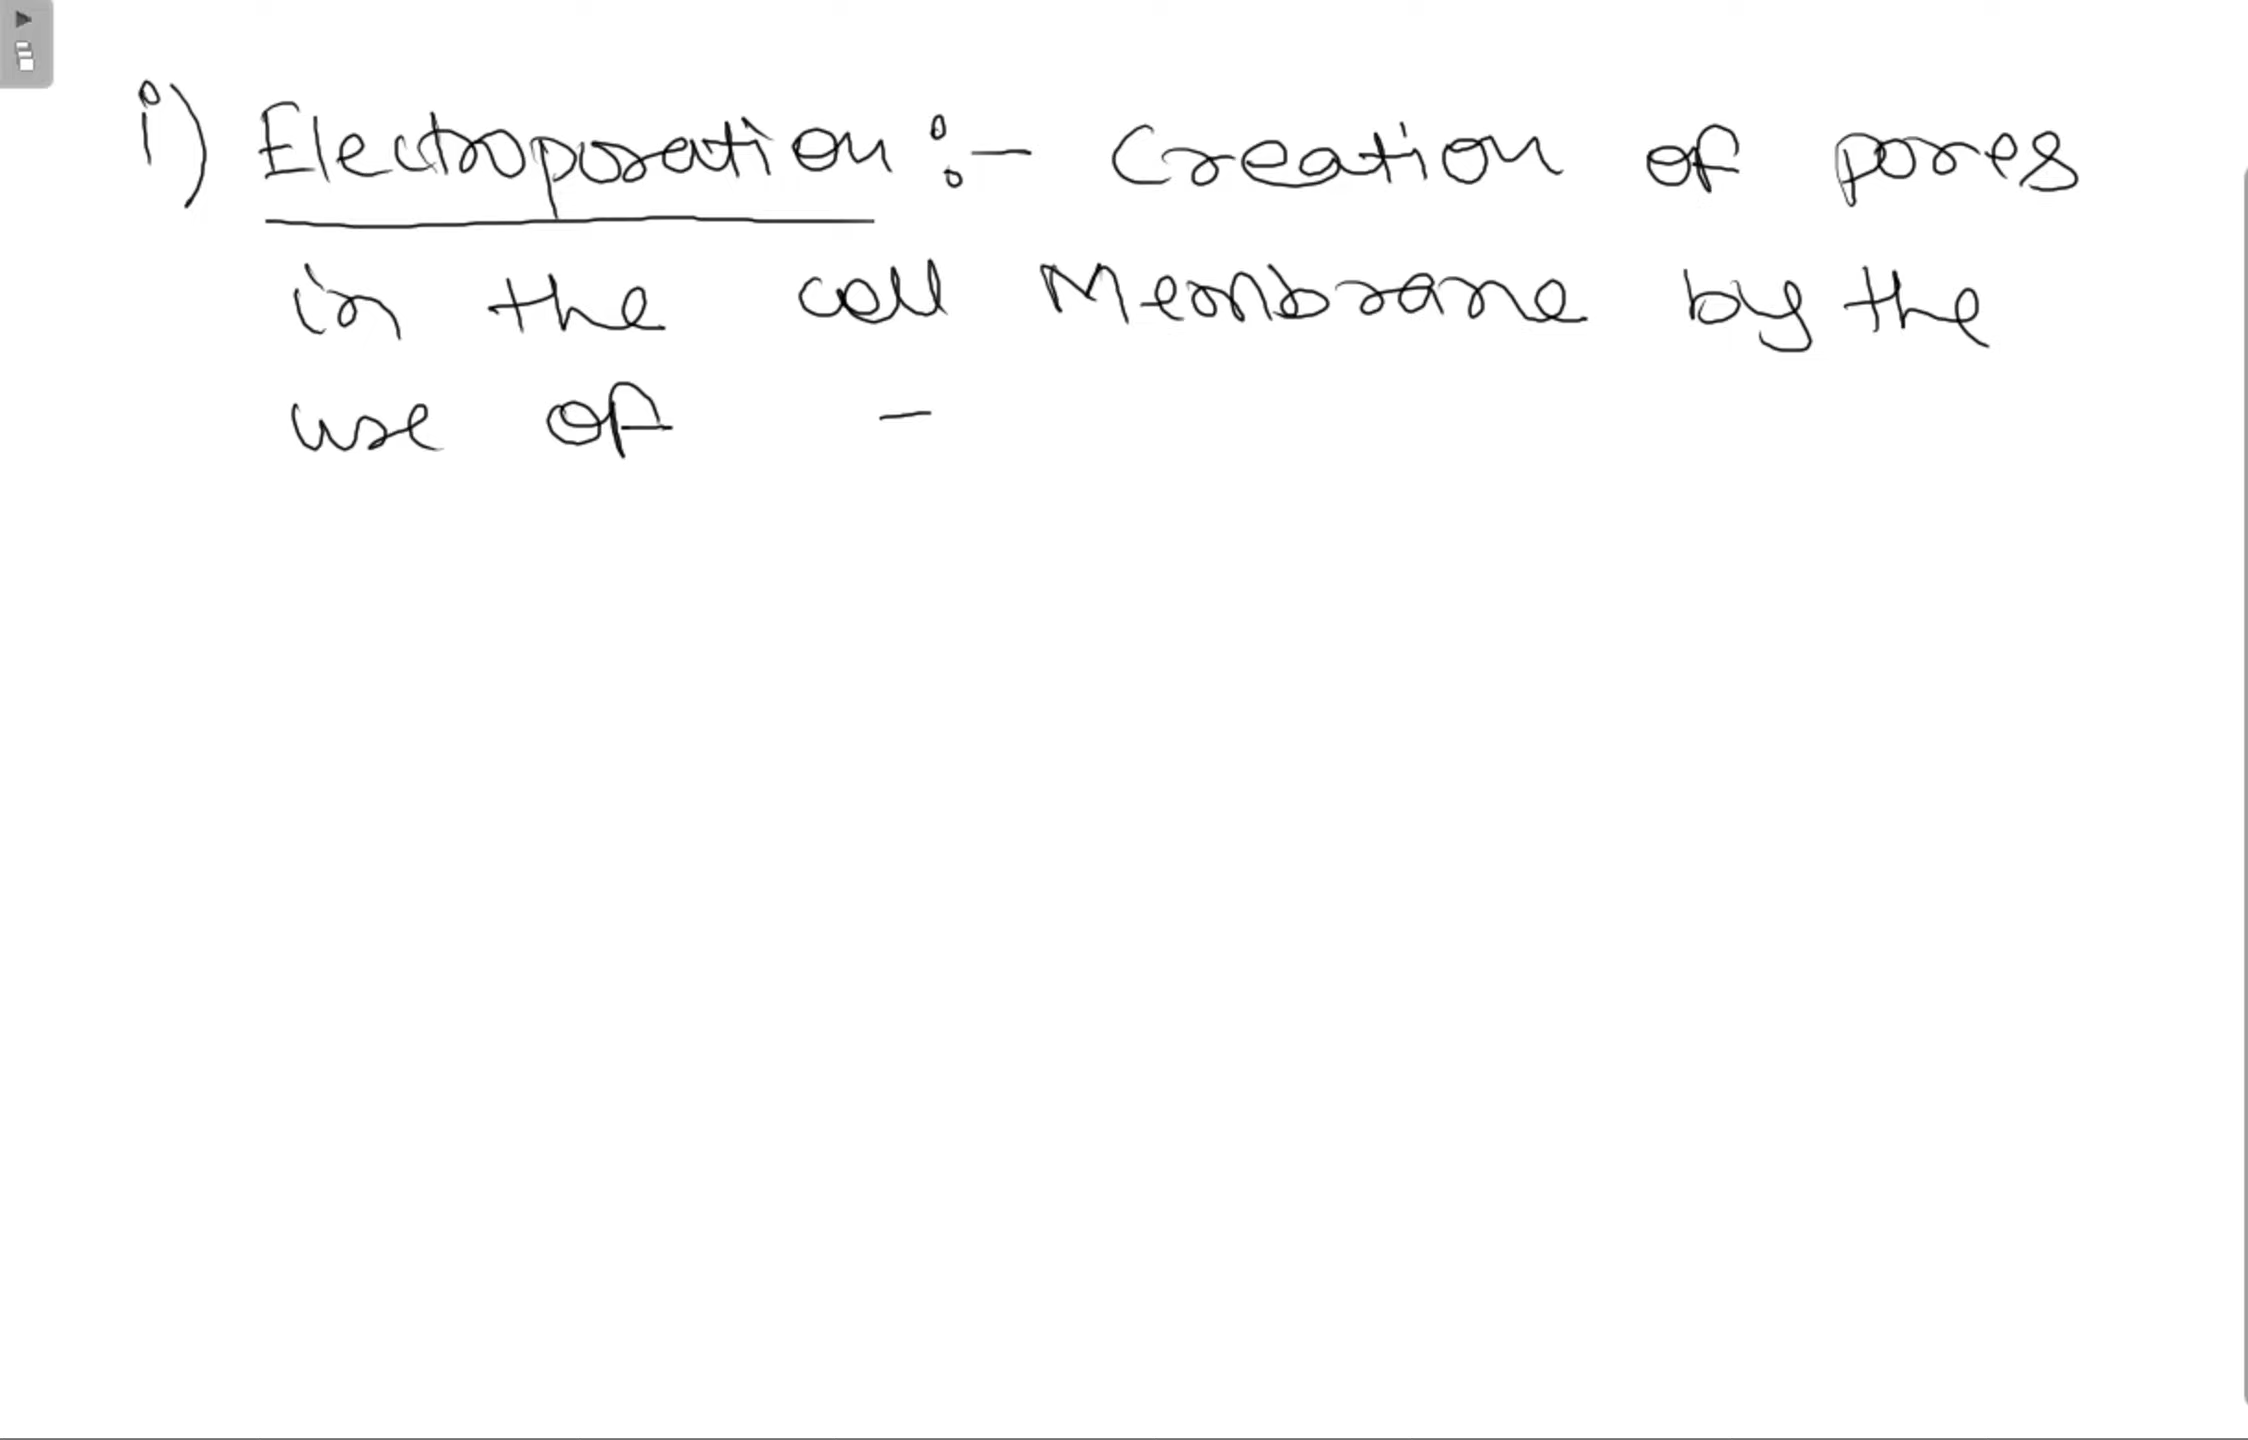 i) Electroporation :- Creation of pores
in the cell Membrane by the
use of -